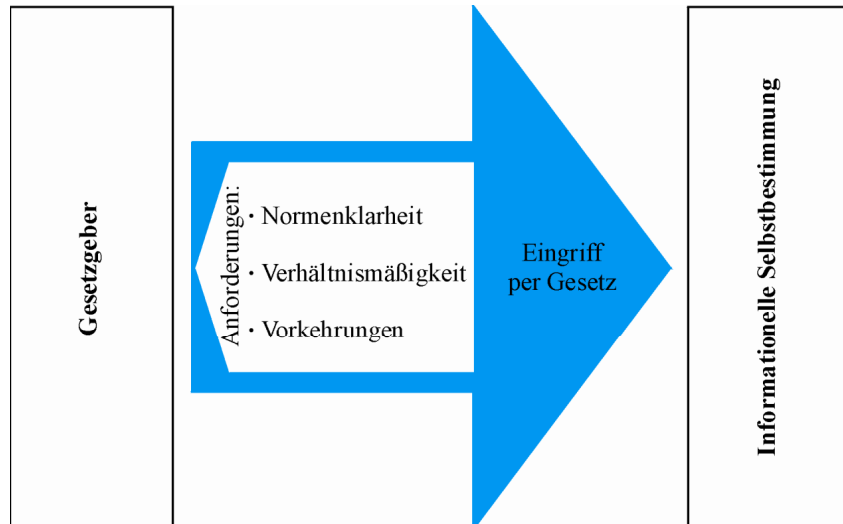 Gesetzgeber
Anforderungen:
· Normenklarheit
· Verhältnismäßigkeit
· Vorkehrungen
Eingriff
per Gesetz
Informationelle Selbstbestimmung